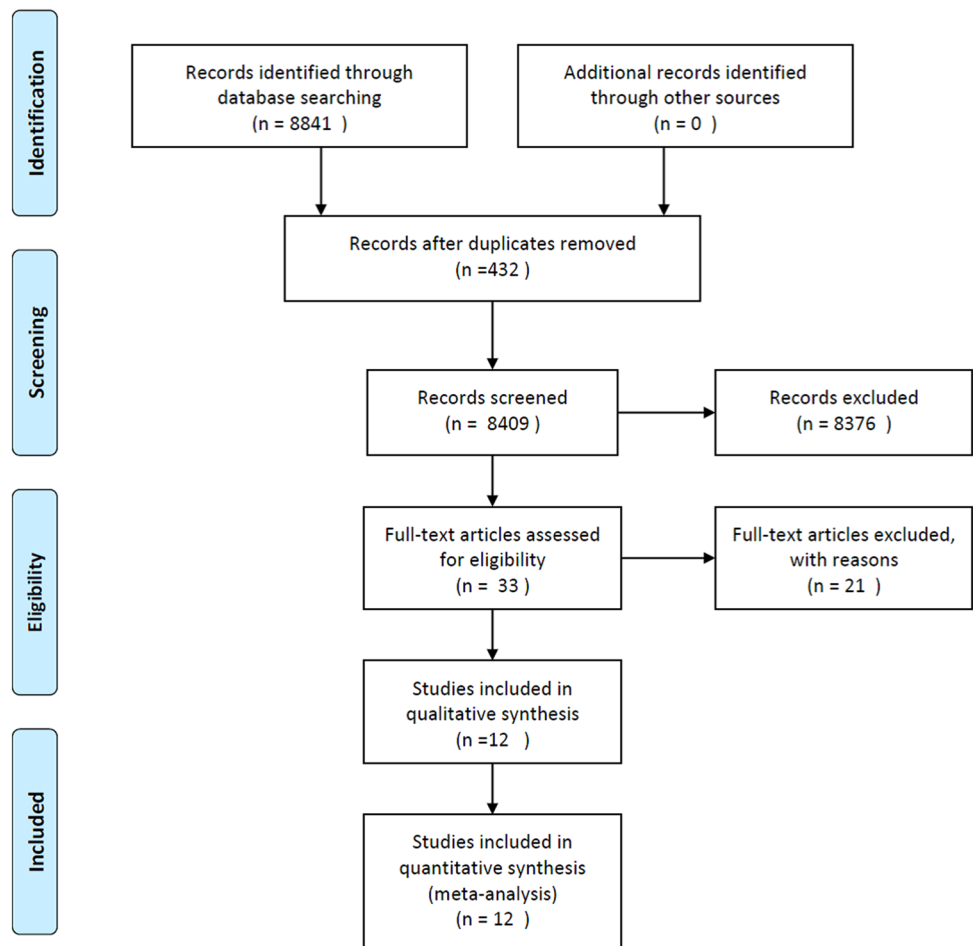 Identification
Records identified through
database searching
(n = 8841 )
Additional records identified
through other sources
(n = 0 )
Records after duplicates removed
(n =432 )
Screening
Records screened
(n = 8409 )
Records excluded
(n = 8376 )
Eligibility
Full-text articles assessed
for eligibility
(n = 33 )
Full-text articles excluded,
with reasons
(n = 21 )
Studies included in
qualitative synthesis
(n =12 )
Included
Studies included in
quantitative synthesis
(meta-analysis)
(n = 12 )